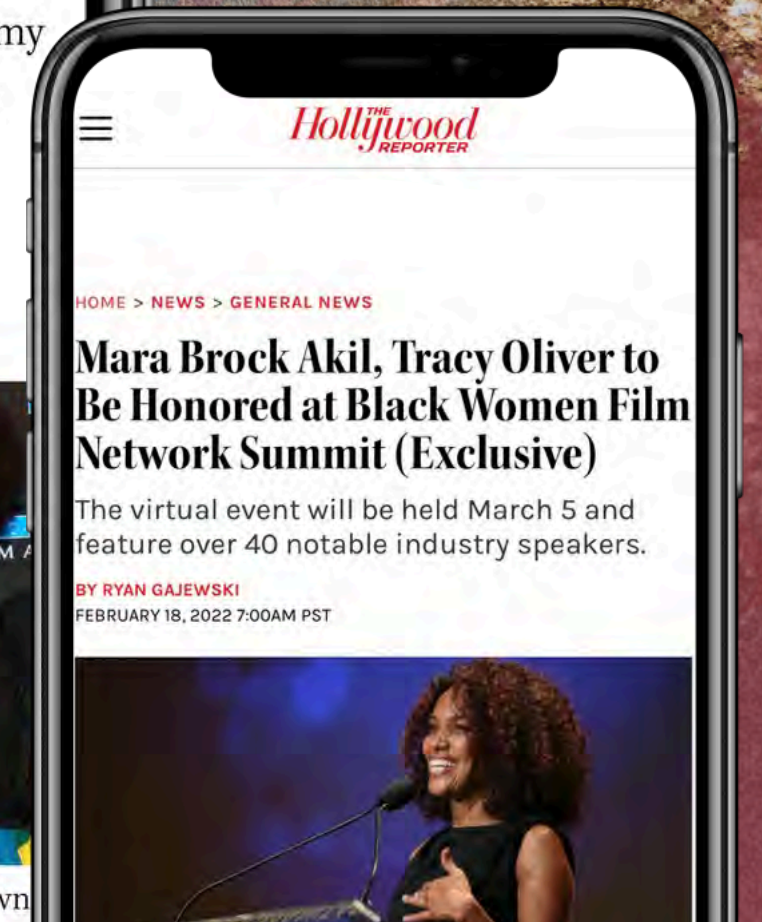 my
THE
Hollywood
REPORTER
HOME > NEWS > GENERAL NEWS
Mara Brock Akil, Tracy Oliver to
Be Honored at Black Women Film
Network Summit (Exclusive)
The virtual event will be held March 5 and
feature over 40 notable industry speakers.
BY RYAN GAJEWSKI
FEBRUARY 18, 2022 7:00AM PST
M A
wn